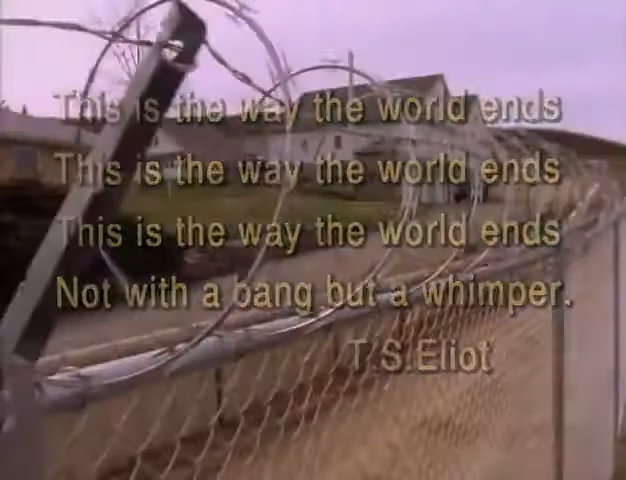 This is the way the world ends
This is the way the world ends
This is the way the world ends
Not with a bang but a whimper.
T.S.Eliot